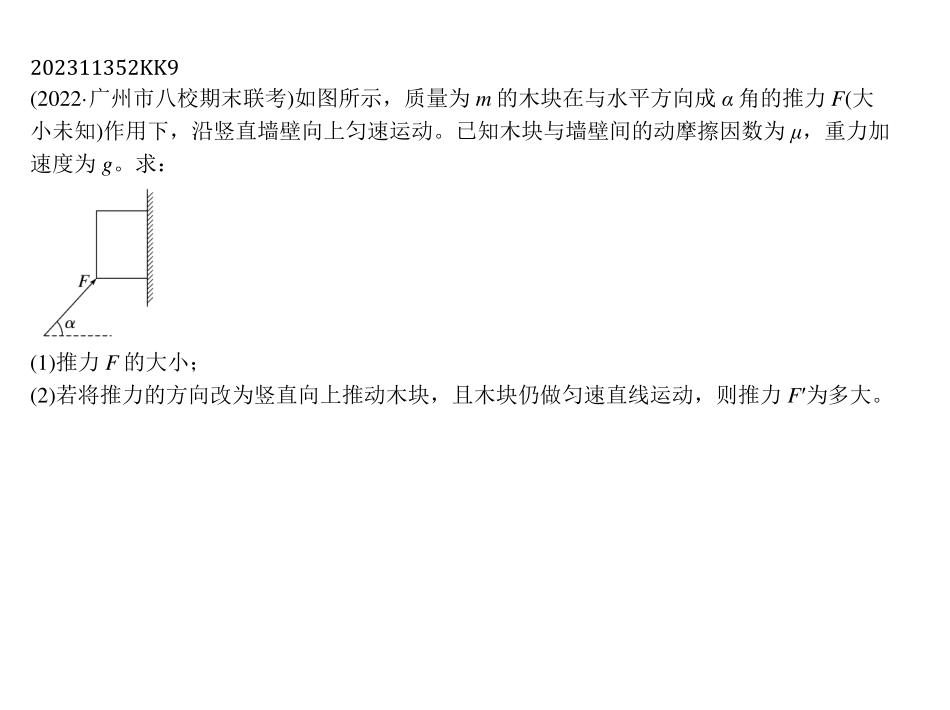 202311352KK9
(2022·广州市八校期末联考)如图所示，质量为 m 的木块在与水平方向成 α 角的推力 F(大
小未知)作用下，沿竖直墙壁向上匀速运动。已知木块与墙壁间的动摩擦因数为 μ，重力加
速度为 g。求：
F
α
(1)推力 F 的大小；
(2)若将推力的方向改为竖直向上推动木块，且木块仍做匀速直线运动，则推力 F′为多大。